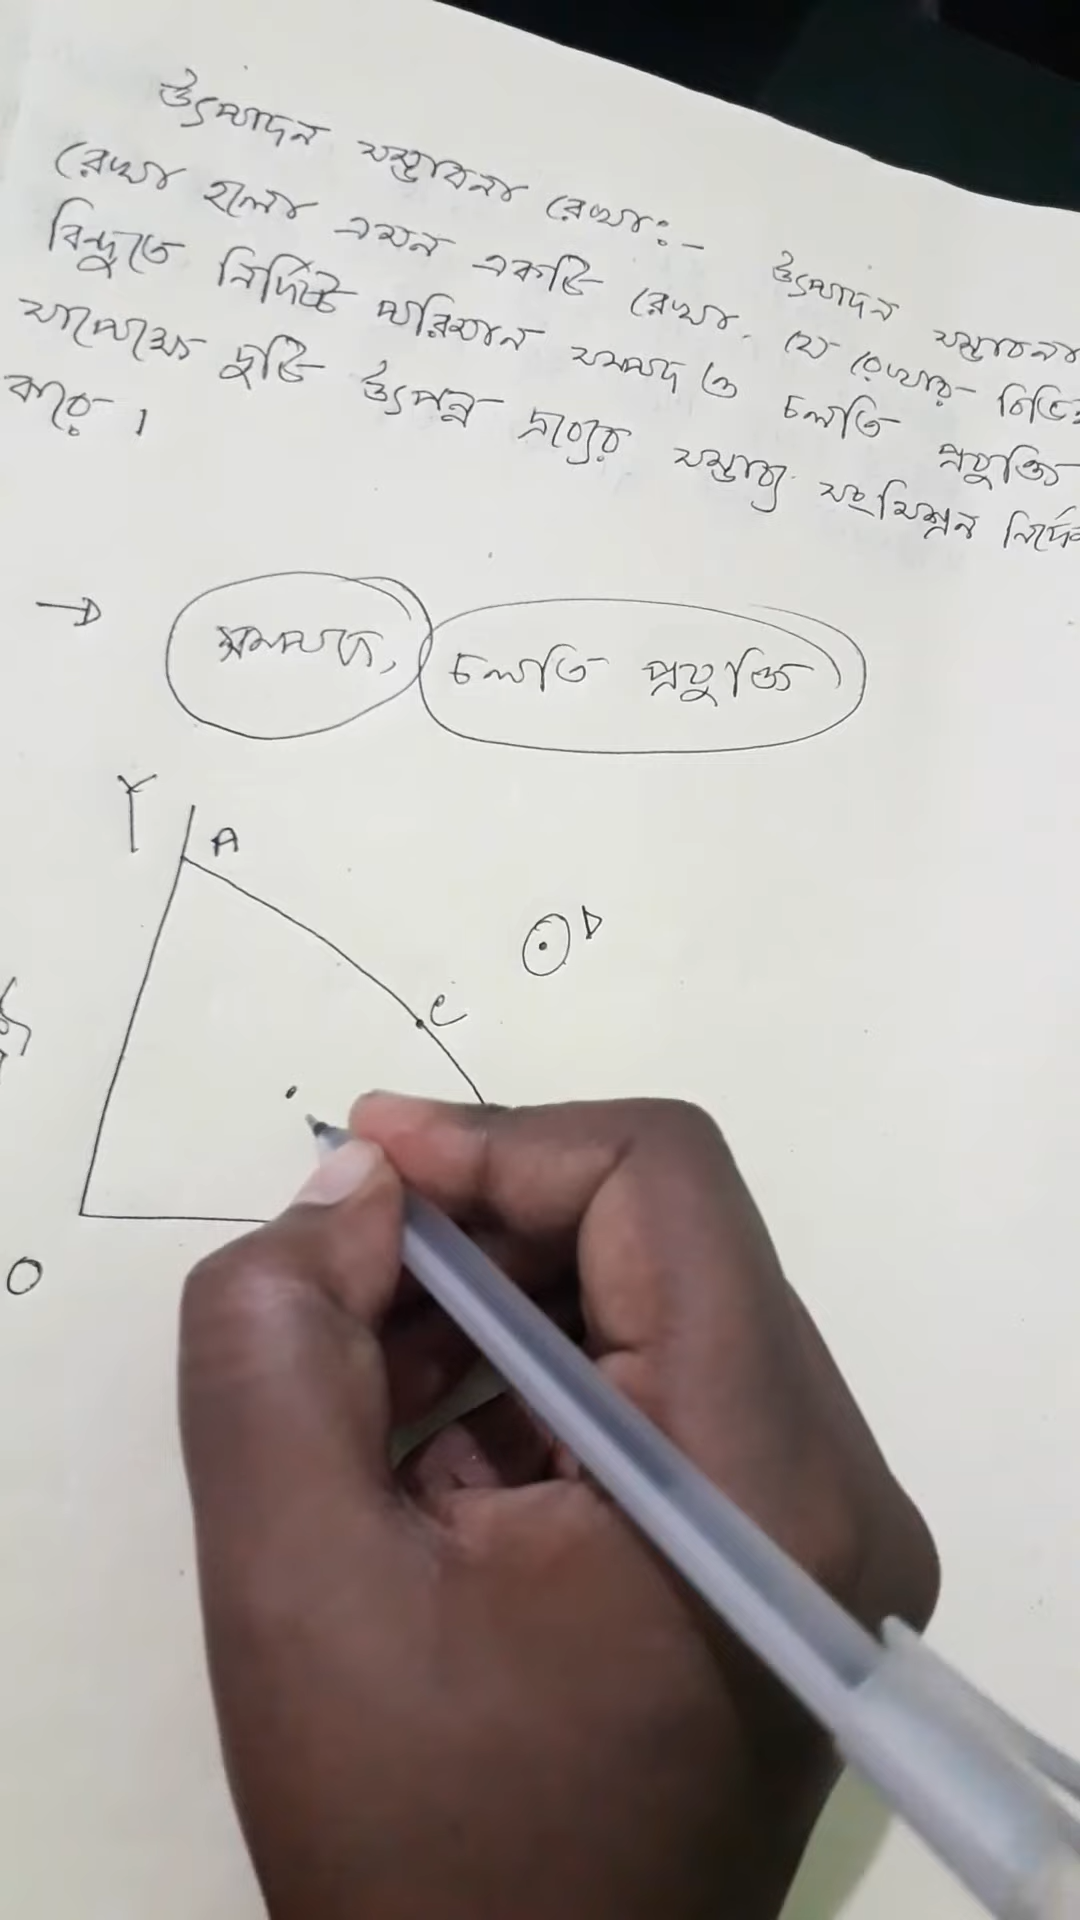 উৎপাদন সম্ভাবনা রেখা:- উৎপাদন সম্ভাবনা
রেখা হলো এমন একটি রেখা, যে রেখার বিভি
বিন্দুতে নির্দিষ্ট পরিমান সম্পদ ও চলতি প্রযুক্তি
সাপেক্ষে দুটি উৎপন্ন দ্রব্যের সম্ভাব্য সংমিশ্রন নির্দে
করে।
সম্পদ, চলতি প্রযুক্তি
Y
A
D
C
O